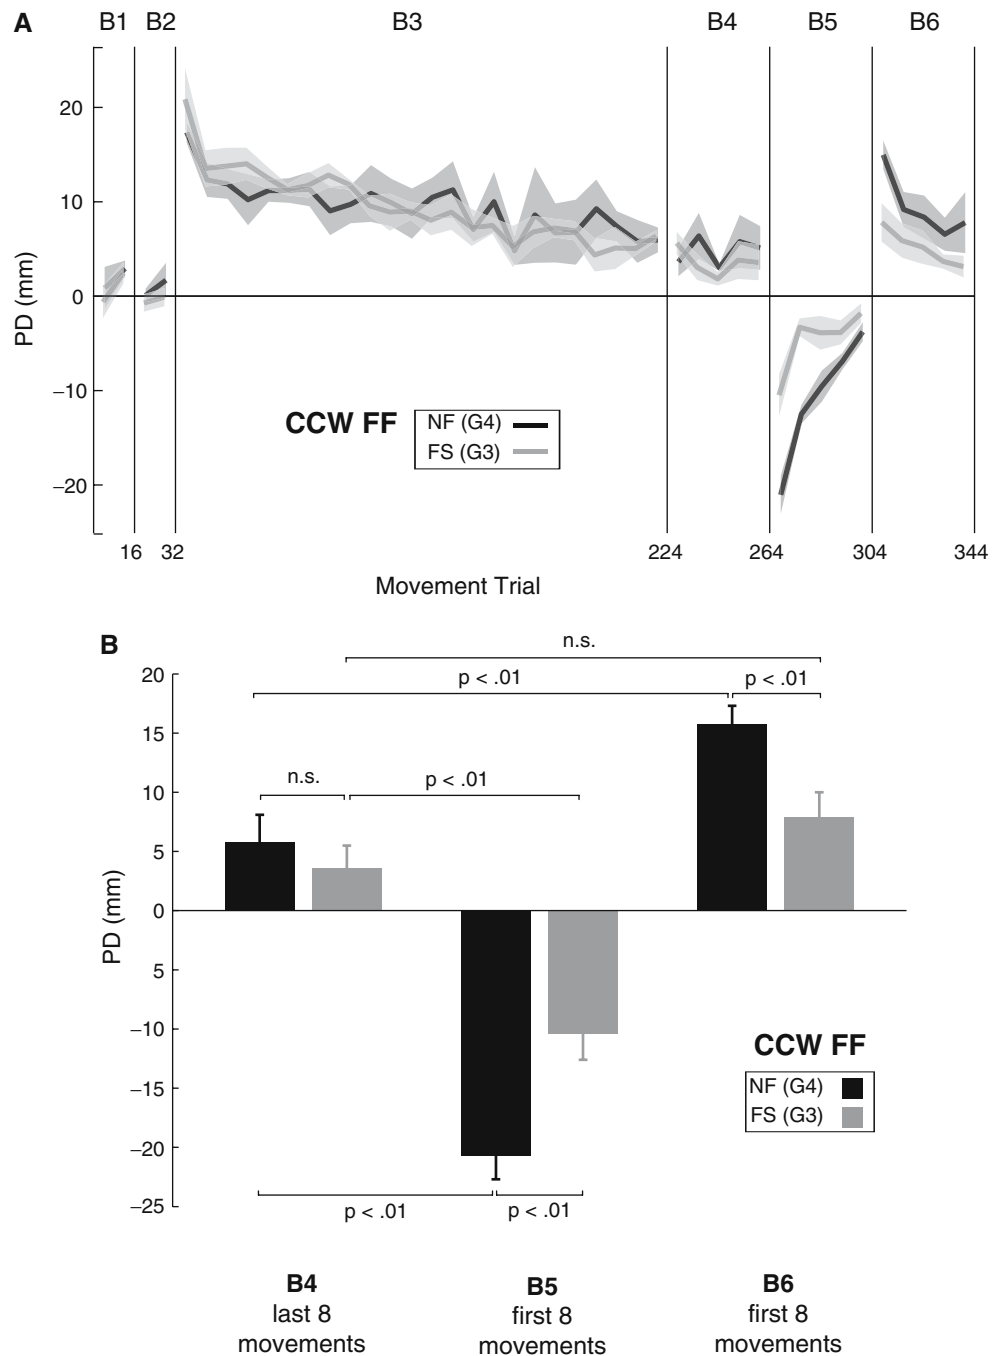 A B1 B2 B3 B4 B5 B6
20
10
0
−10
−20
PD (mm)
CCW FF
NF (G4)
FS (G3)
16 32 224 264 304 344
Movement Trial
B
n.s.
p < .01
p < .01
n.s.
p < .01
20
15
10
5
0
5
−10
−15
−20
−25
PD (mm)
CCW FF
NF (G4)
FS (G3)
p < .01
p < .01
B4
last 8
movements
B5
first 8
movements
B6
first 8
movements